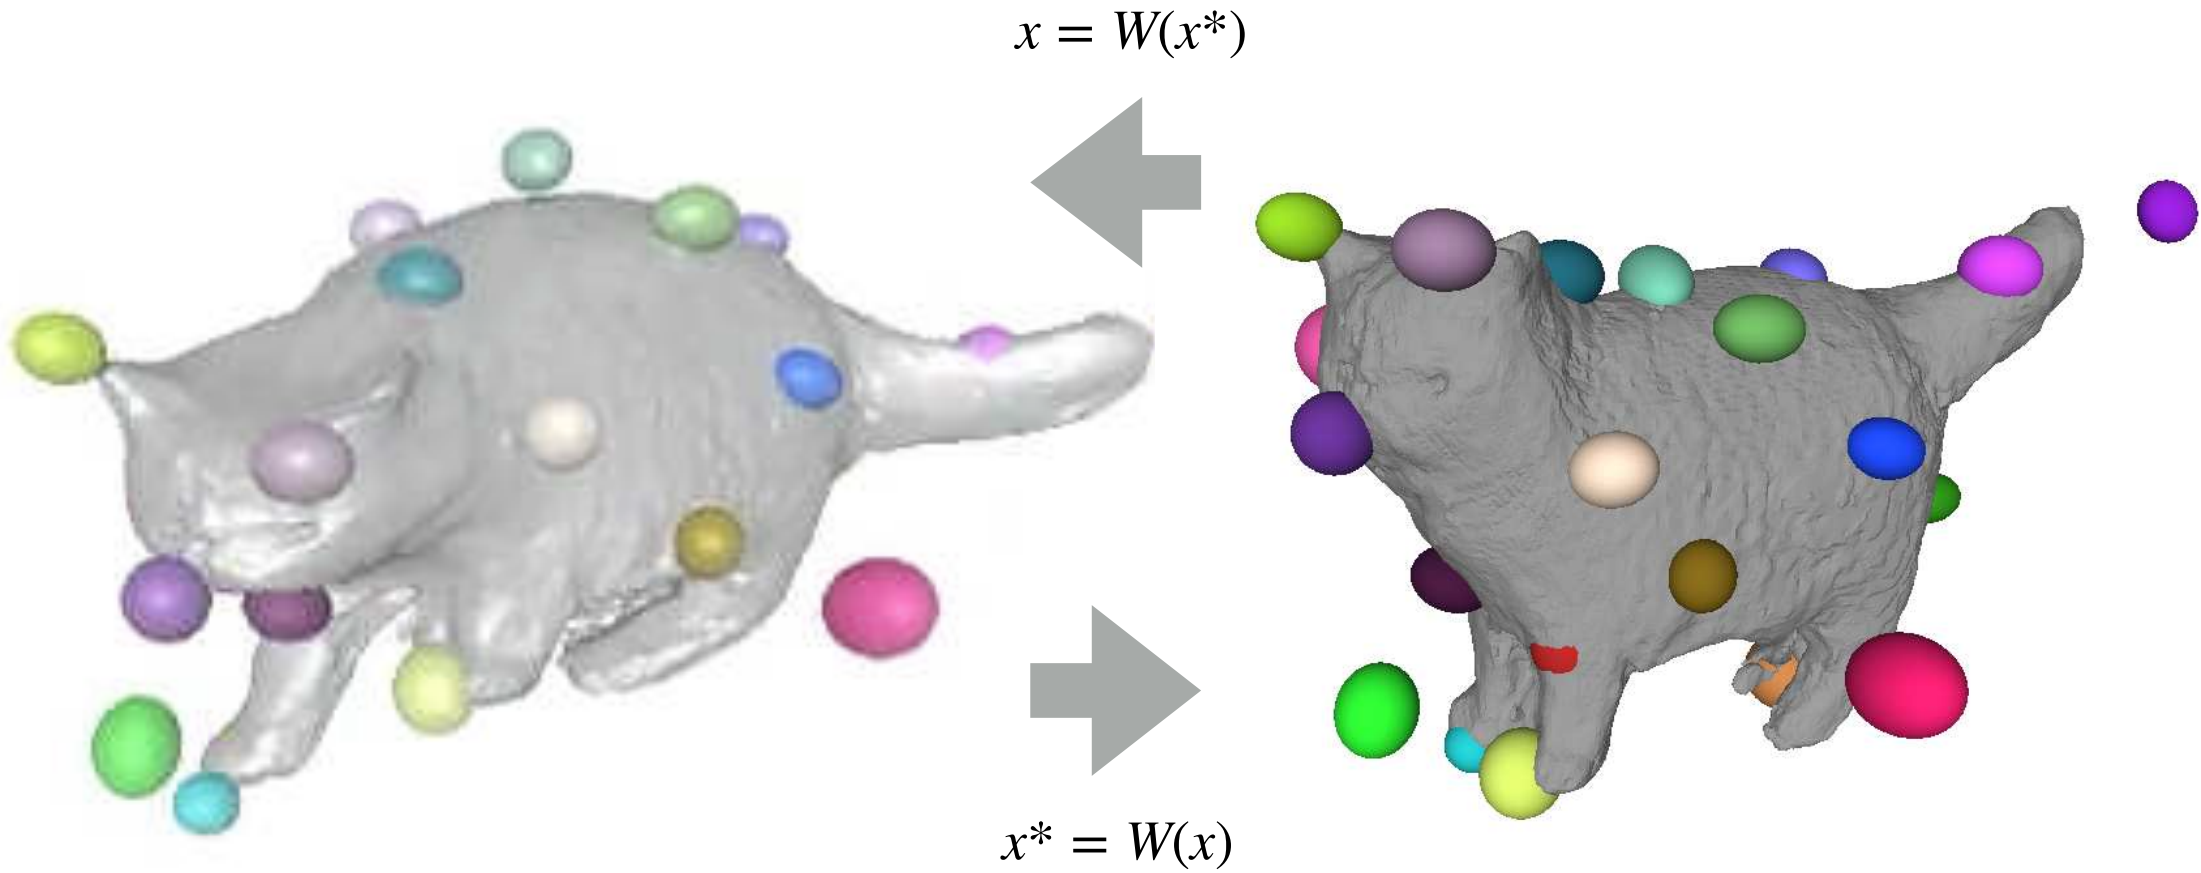 x = W(x*)
x* = W(x)